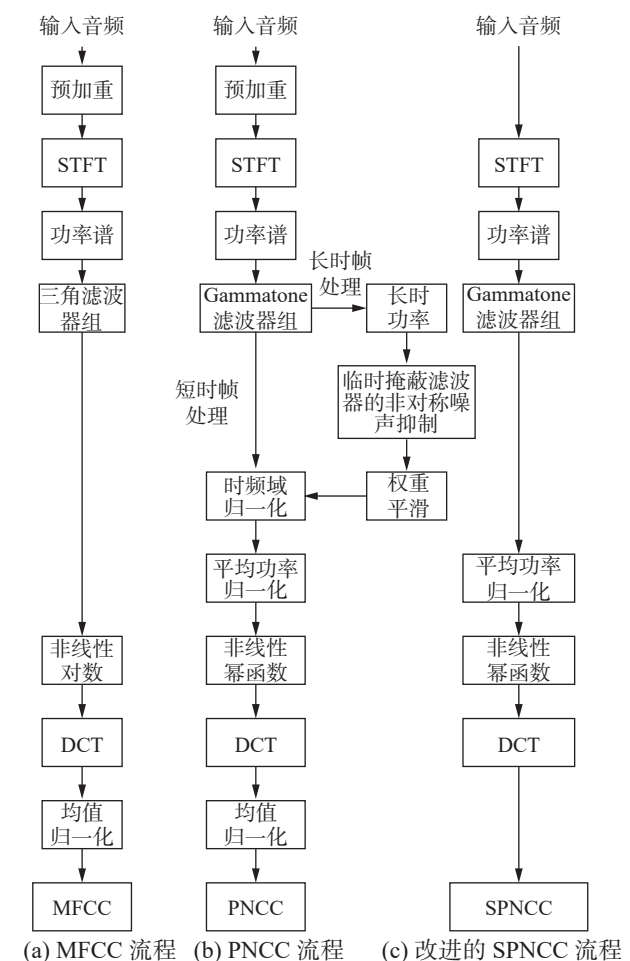 输入音频
预加重
STFT
功率谱
三角滤波
器组
非线性
对数
DCT
均值
归一化
MFCC
(a) MFCC 流程
输入音频
预加重
STFT
功率谱
Gammatone
滤波器组
长时帧
处理
长时
功率
临时掩蔽滤波
器的非对称噪
声抑制
权重
平滑
短时帧
处理
时频域
归一化
平均功率
归一化
非线性
幂函数
DCT
均值
归一化
PNCC
(b) PNCC 流程
输入音频
STFT
功率谱
Gammatone
滤波器组
平均功率
归一化
非线性
幂函数
DCT
SPNCC
(c) 改进的 SPNCC 流程